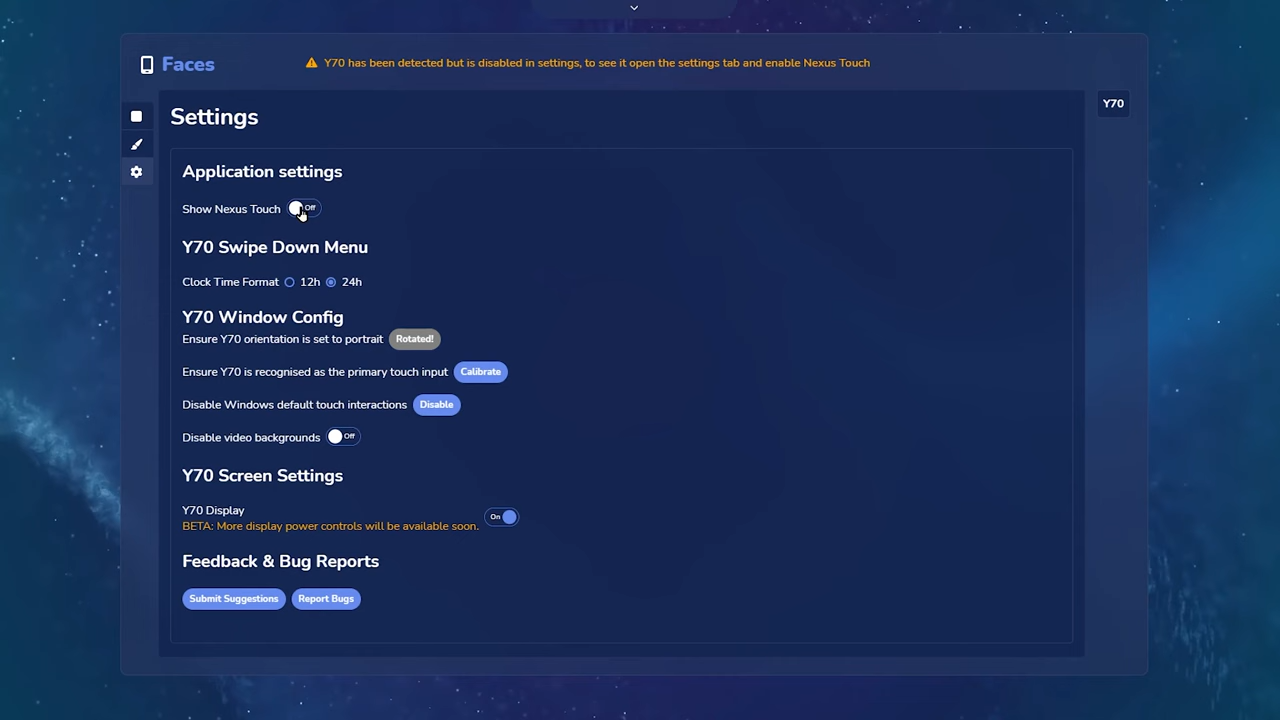 Faces
Y70 has been detected but is disabled in settings, to see it open the settings tab and enable Nexus Touch
Y70
Settings
Application settings
Show Nexus Touch Off
Y70 Swipe Down Menu
Clock Time Format 12h 24h
Y70 Window Config
Ensure Y70 orientation is set to portrait Rotated!
Ensure Y70 is recognised as the primary touch input Calibrate
Disable Windows default touch interactions Disable
Disable video backgrounds Off
Y70 Screen Settings
Y70 Display
On
BETA: More display power controls will be available soon.
Feedback & Bug Reports
Submit Suggestions Report Bugs